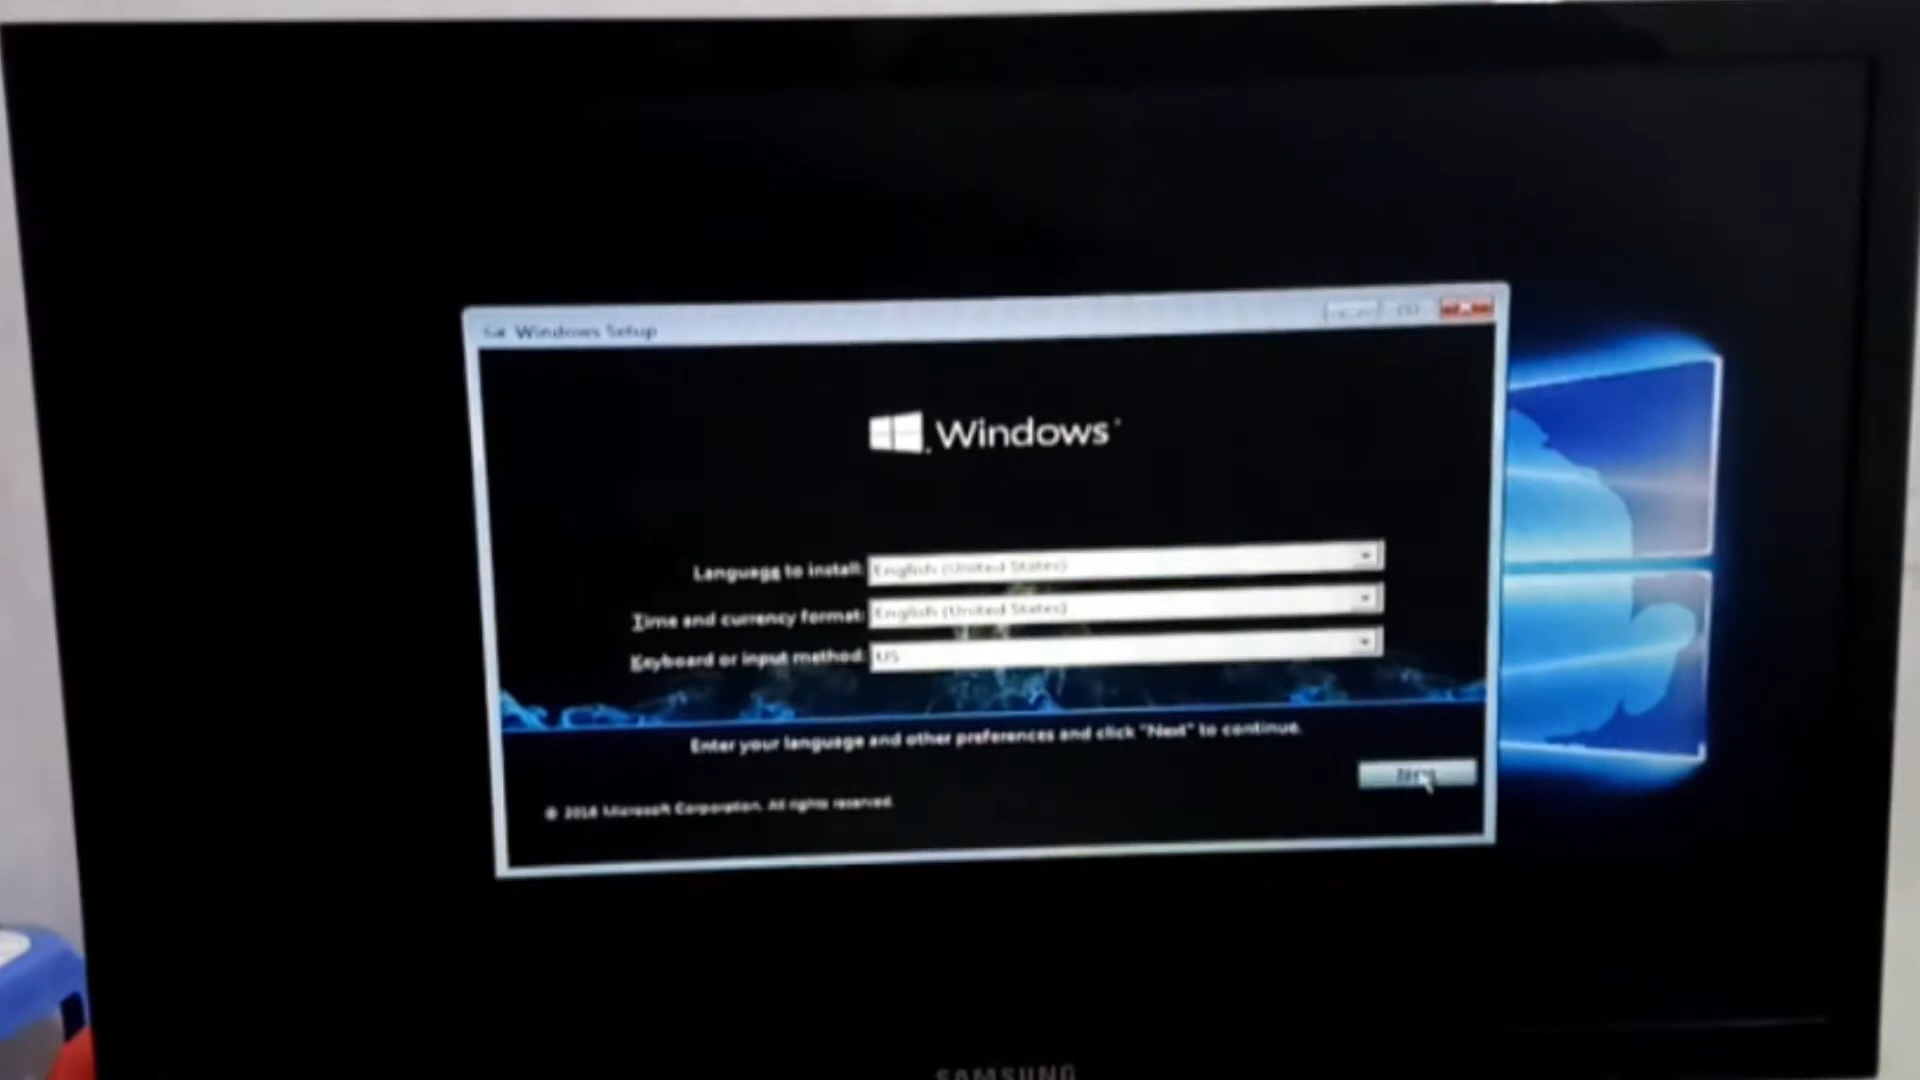 Windows Setup
Windows
Language to install: English (United States)
Time and currency format: English (United States)
Keyboard or input method: US
Enter your language and other preferences and click "Next" to continue.
Next
© 2016 Microsoft Corporation. All rights reserved.
SAMSUNG